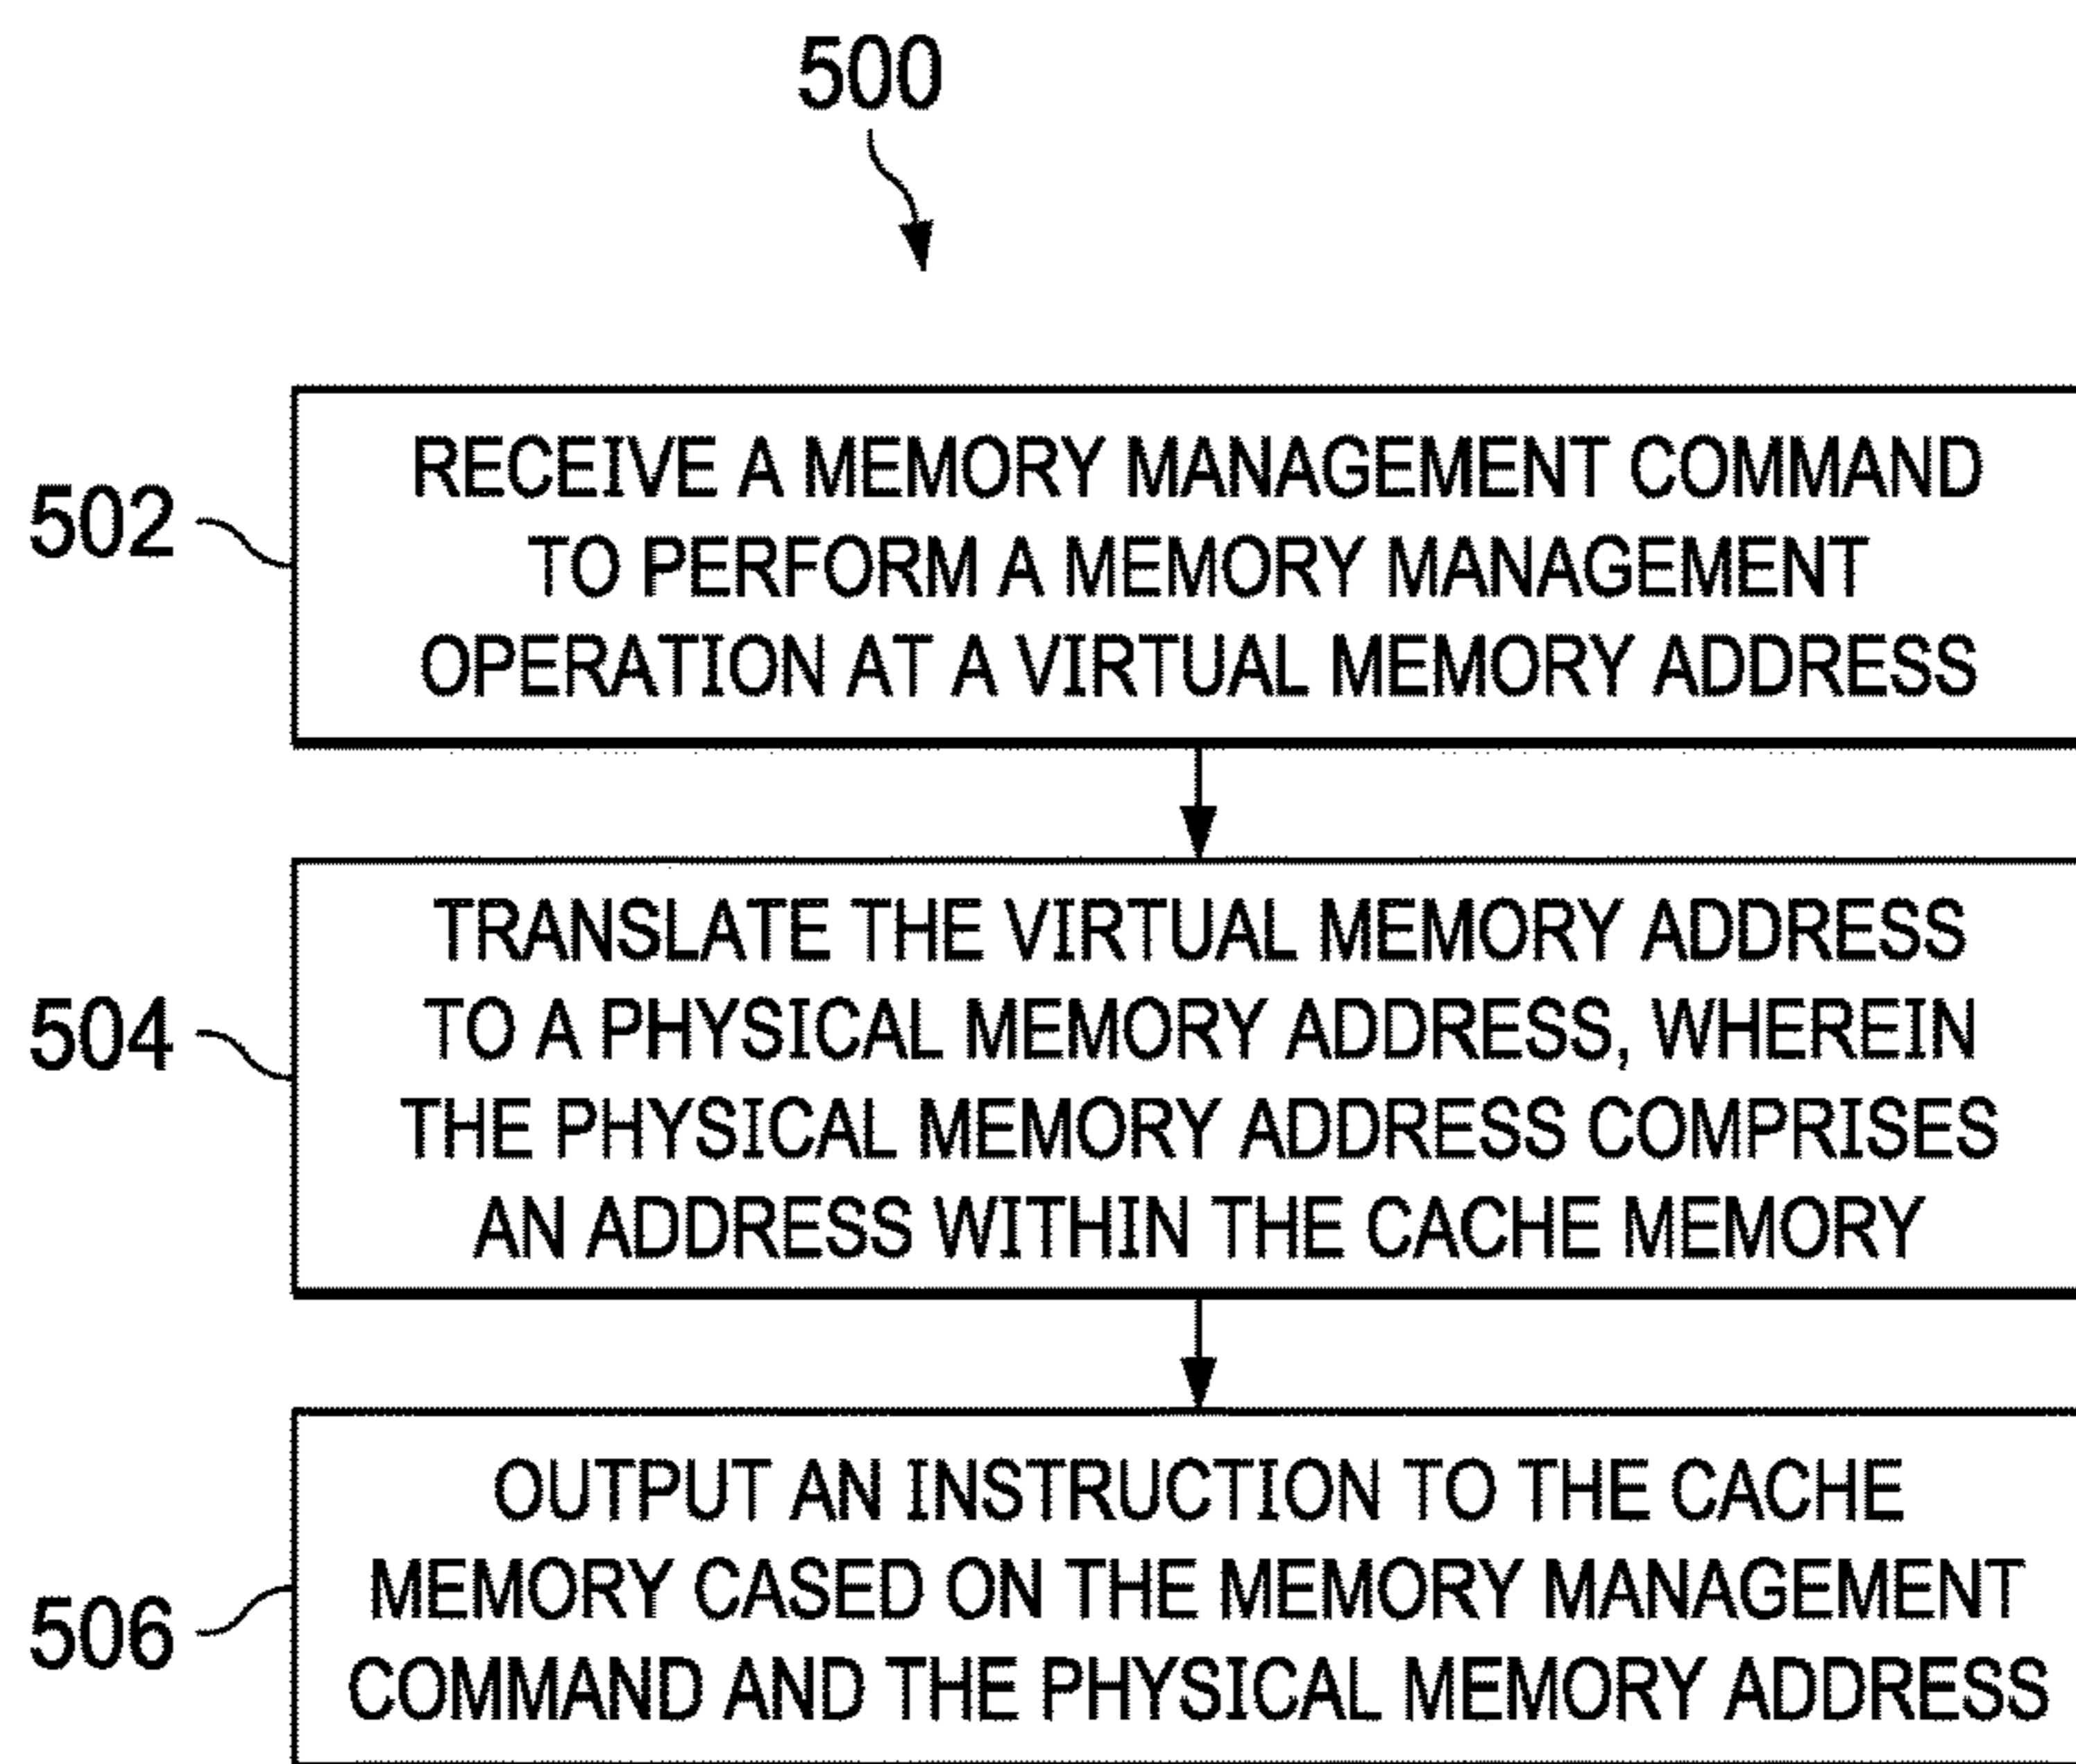 500
502
RECEIVE A MEMORY MANAGEMENT COMMAND
TO PERFORM A MEMORY MANAGEMENT
OPERATION AT A VIRTUAL MEMORY ADDRESS
504
TRANSLATE THE VIRTUAL MEMORY ADDRESS
TO A PHYSICAL MEMORY ADDRESS, WHEREIN
THE PHYSICAL MEMORY ADDRESS COMPRISES
AN ADDRESS WITHIN THE CACHE MEMORY
506
OUTPUT AN INSTRUCTION TO THE CACHE
MEMORY CASED ON THE MEMORY MANAGEMENT
COMMAND AND THE PHYSICAL MEMORY ADDRESS